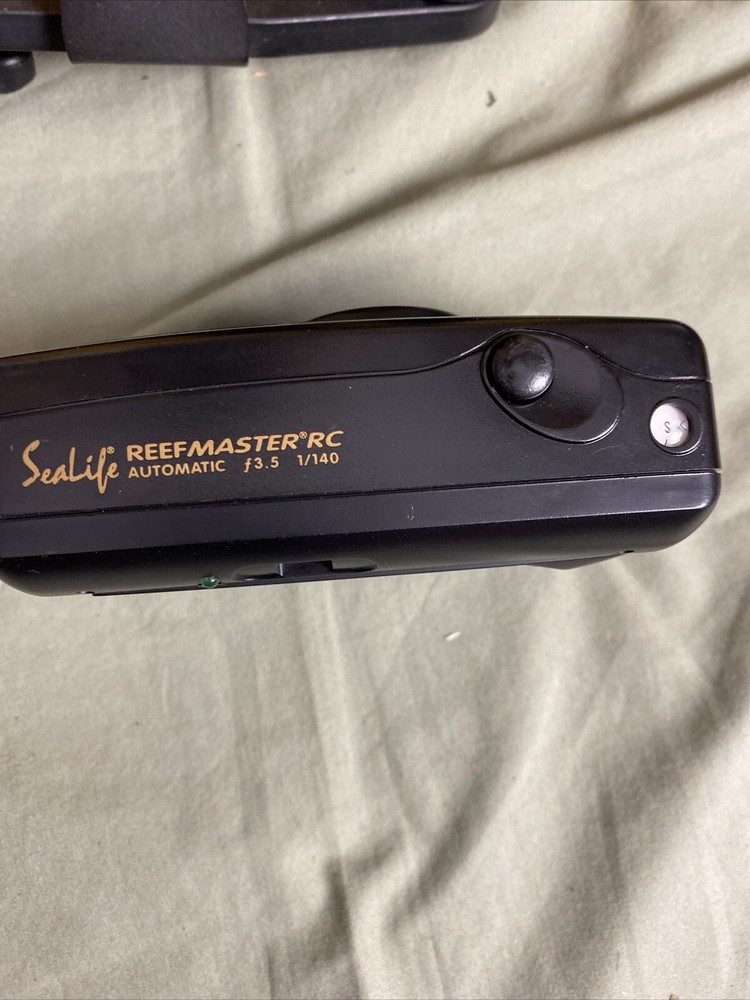 SeaLife® REEFMASTER®RC
AUTOMATIC f3.5 1/140
S